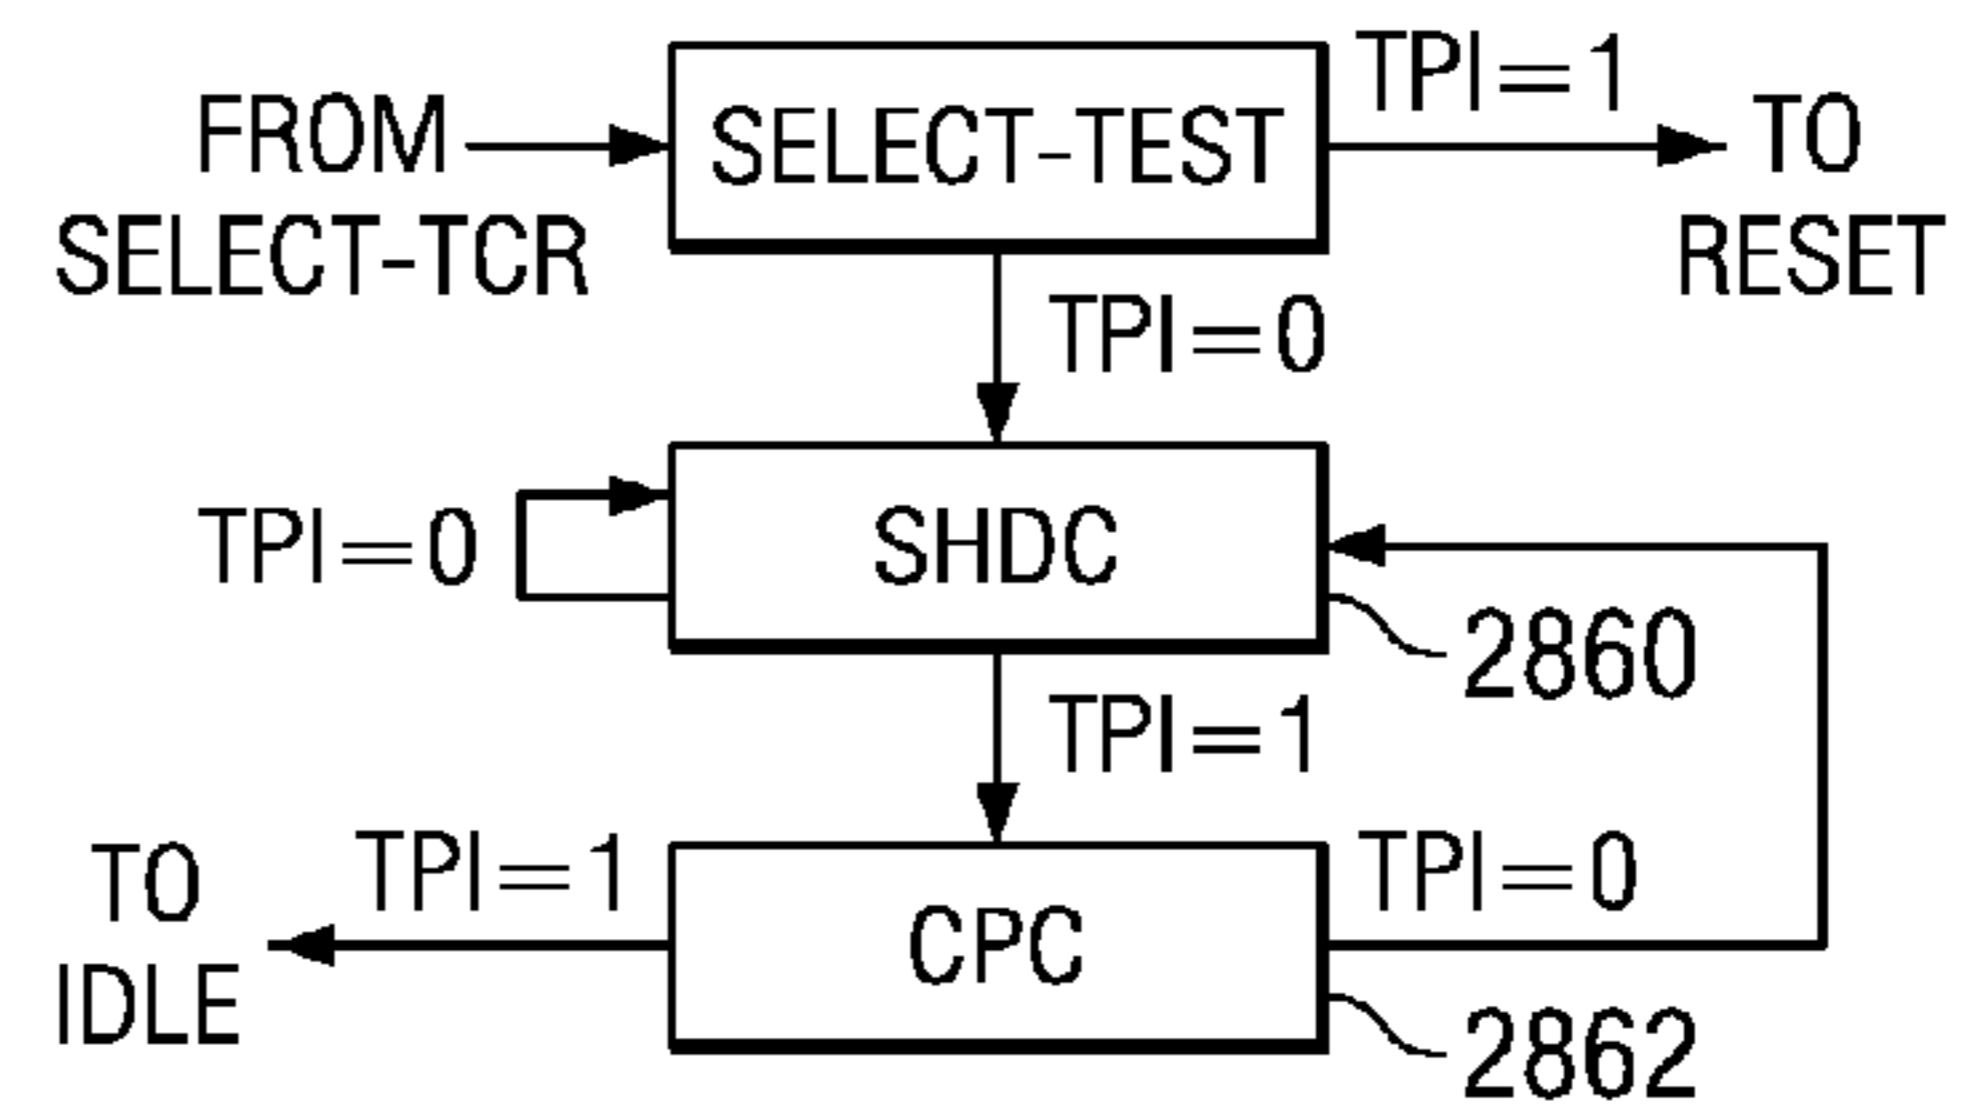 TPI=1
FROM
SELECT-TCR
SELECT-TEST
TO
RESET
TPI=0
TPI=0
SHDC
2860
TPI=1
TO
IDLE
TPI=1
CPC
TPI=0
2862